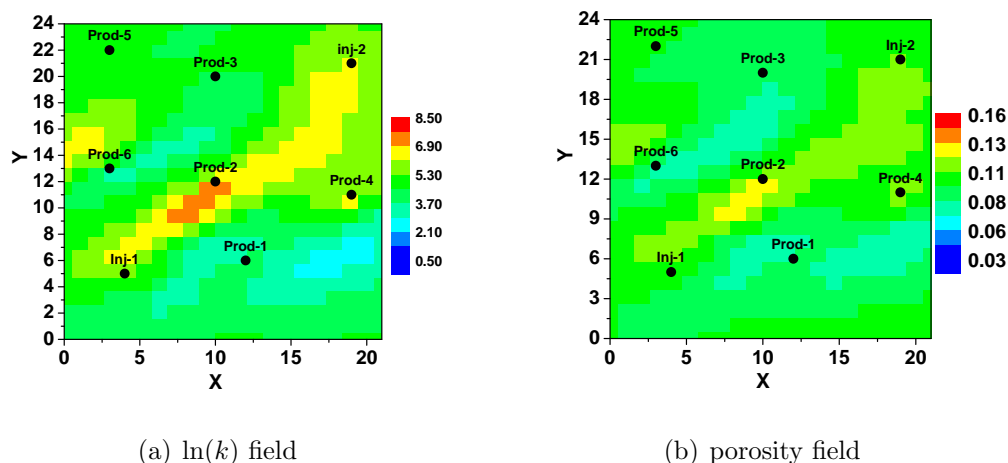 24
22
20
18
16
14
12
10
8
6
4
2
0
Y
0 5 10 15 20
X
Prod-5
Prod-3
inj-2
Prod-6
Prod-2
Prod-4
Inj-1
Prod-1
8.50
6.90
5.30
3.70
2.10
0.50
24
21
18
15
12
9
6
3
0
Y
0 5 10 15 20
X
Prod-5
Prod-3
Inj-2
Prod-6
Prod-2
Prod-4
Inj-1
Prod-1
0.16
0.13
0.11
0.08
0.06
0.03
(a) ln(k) field
(b) porosity field